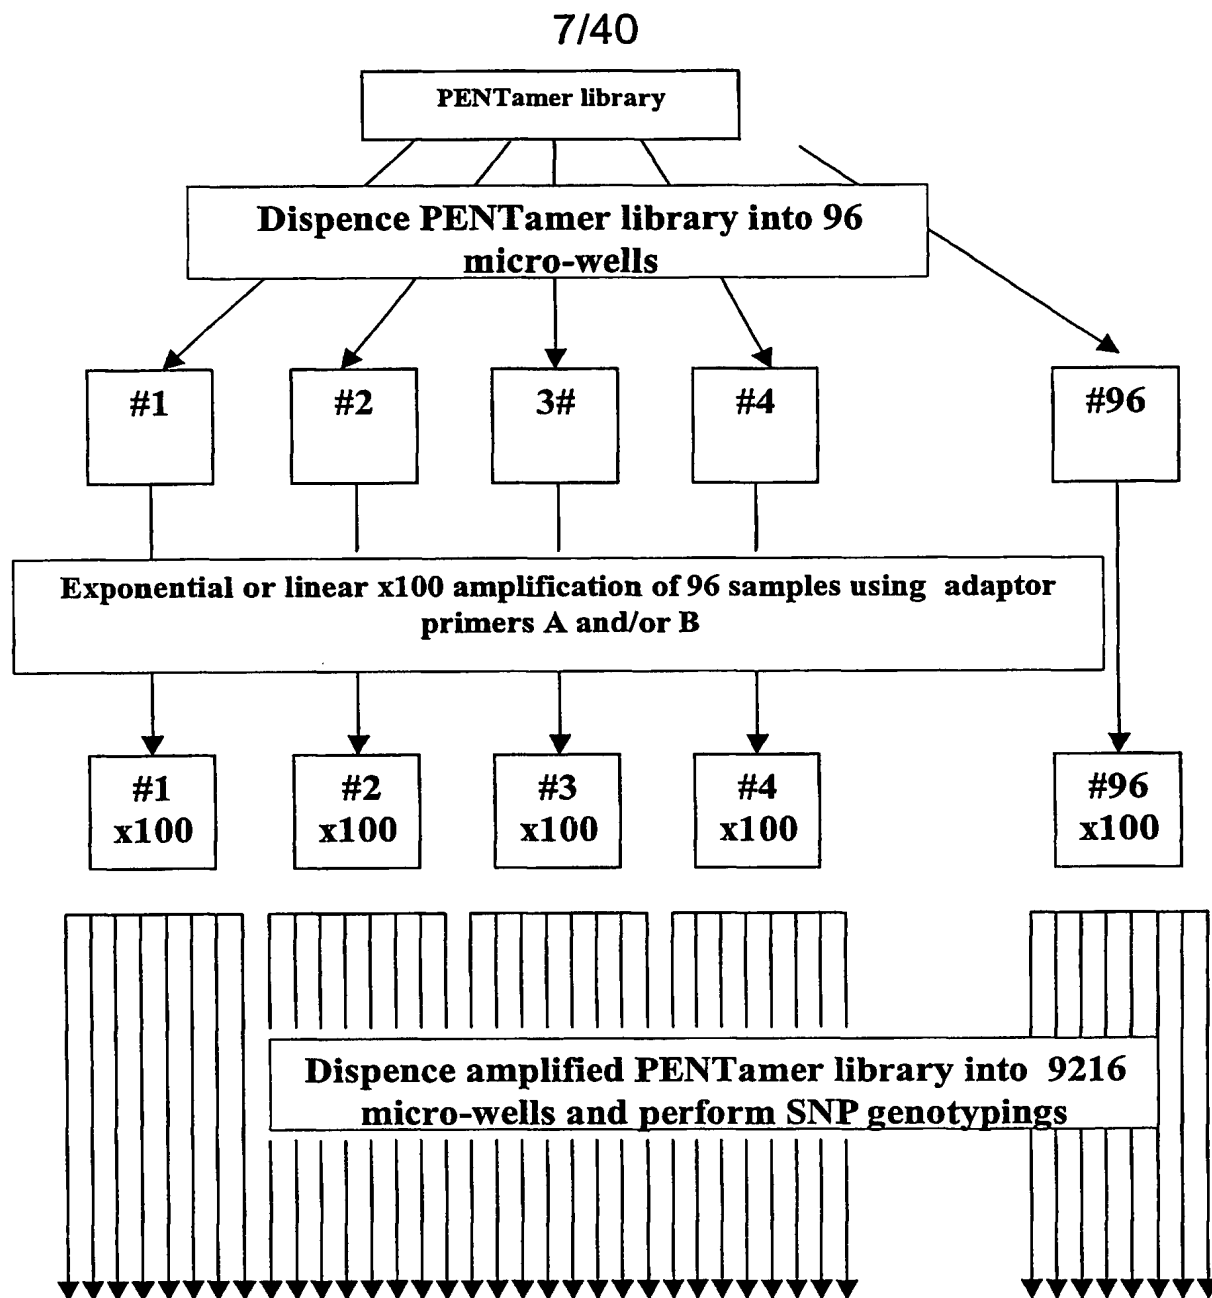 7/40
PENTamer library
Dispence PENTamer library into 96
micro-wells
#1 #2 3# #4 #96
Exponential or linear x100 amplification of 96 samples using adaptor
primers A and/or B
#1 #2 #3 #4 #96
x100 x100 x100 x100 x100
Dispence amplified PENTamer library into 9216
micro-wells and perform SNP genotypings